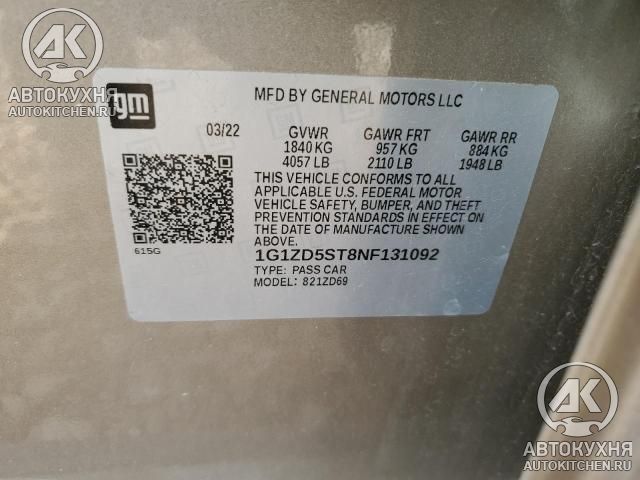 AK
АВТОКУХНЯ
AUTOKITCHEN.RU
gm
MFD BY GENERAL MOTORS LLC
03/22 GVWR GAWR FRT GAWR RR
1840 KG 957 KG 884 KG
4057 LB 2110 LB 1948 LB
THIS VEHICLE CONFORMS TO ALL
APPLICABLE U.S. FEDERAL MOTOR
VEHICLE SAFETY, BUMPER, AND THEFT
PREVENTION STANDARDS IN EFFECT ON
THE DATE OF MANUFACTURE SHOWN
ABOVE.
615G
1G1ZD5ST8NF131092
TYPE: PASS CAR
MODEL: 821ZD69
AK
АВТОКУХНЯ
AUTOKITCHEN.RU